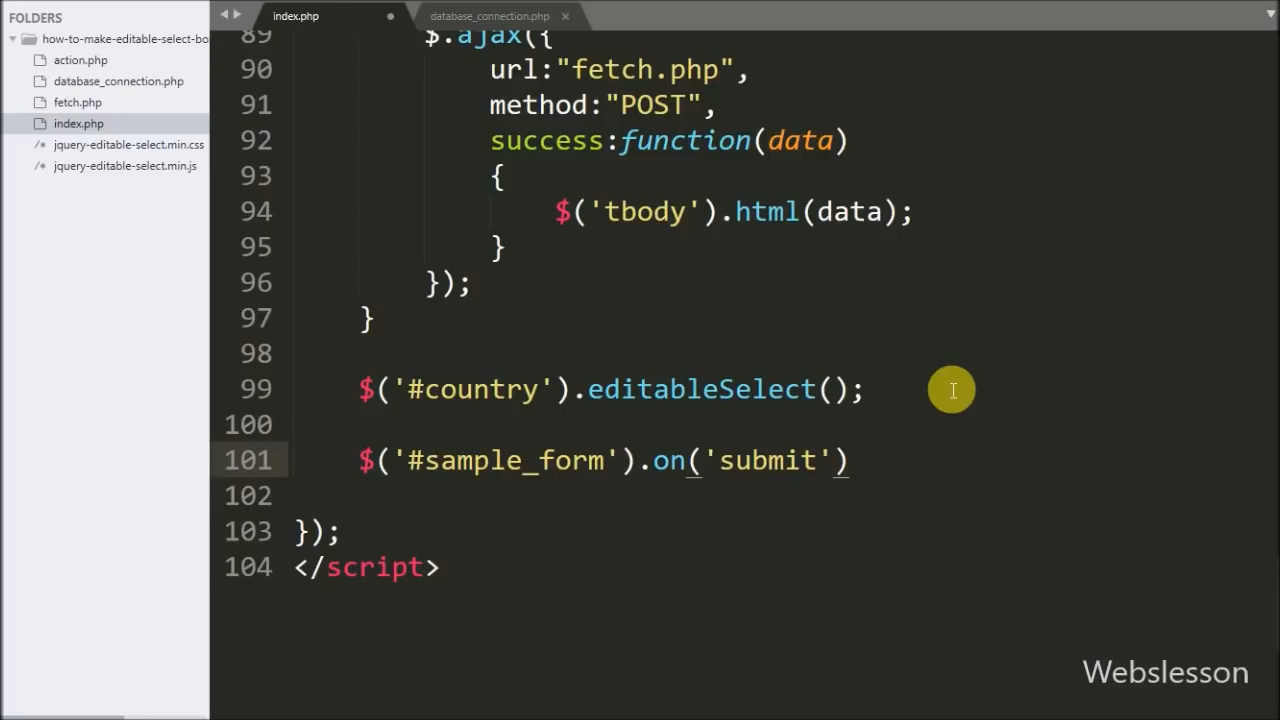 FOLDERS
how-to-make-editable-select-bo
action.php
database_connection.php
fetch.php
index.php
/* jquery-editable-select.min.css
/* jquery-editable-select.min.js
index.php
database_connection.php ×
89 $.ajax({
90 url:"fetch.php",
91 method:"POST",
92 success:function(data)
93 {
94 $('tbody').html(data);
95 }
96 });
97 }
98
99 $('#country').editableSelect();
100
101 $('#sample_form').on('submit')
102
103 });
104 </script>
Webslesson